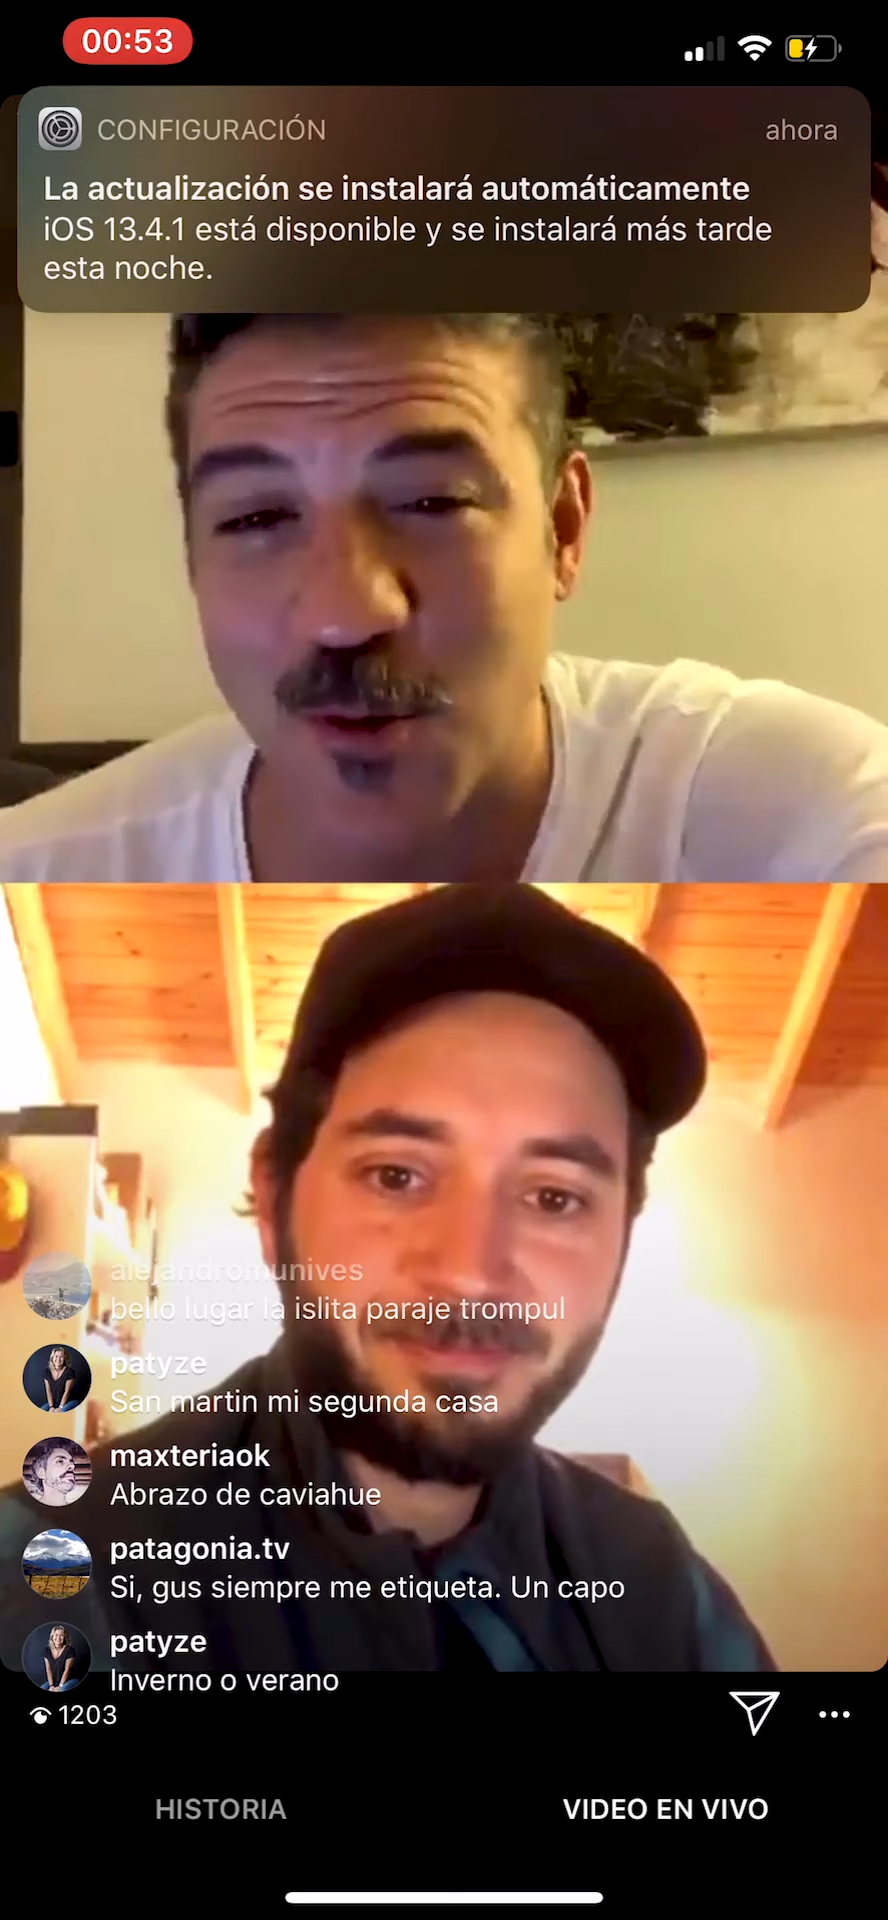 00:53
CONFIGURACIÓN
ahora
La actualización se instalará automáticamente
iOS 13.4.1 está disponible y se instalará más tarde
esta noche.
alejandromunives
bello lugar la islita paraje trompul
patyze
San martin mi segunda casa
maxteriaok
Abrazo de caviahue
patagonia.tv
Si, gus siempre me etiqueta. Un capo
patyze
Inverno o verano
1203
HISTORIA
VIDEO EN VIVO